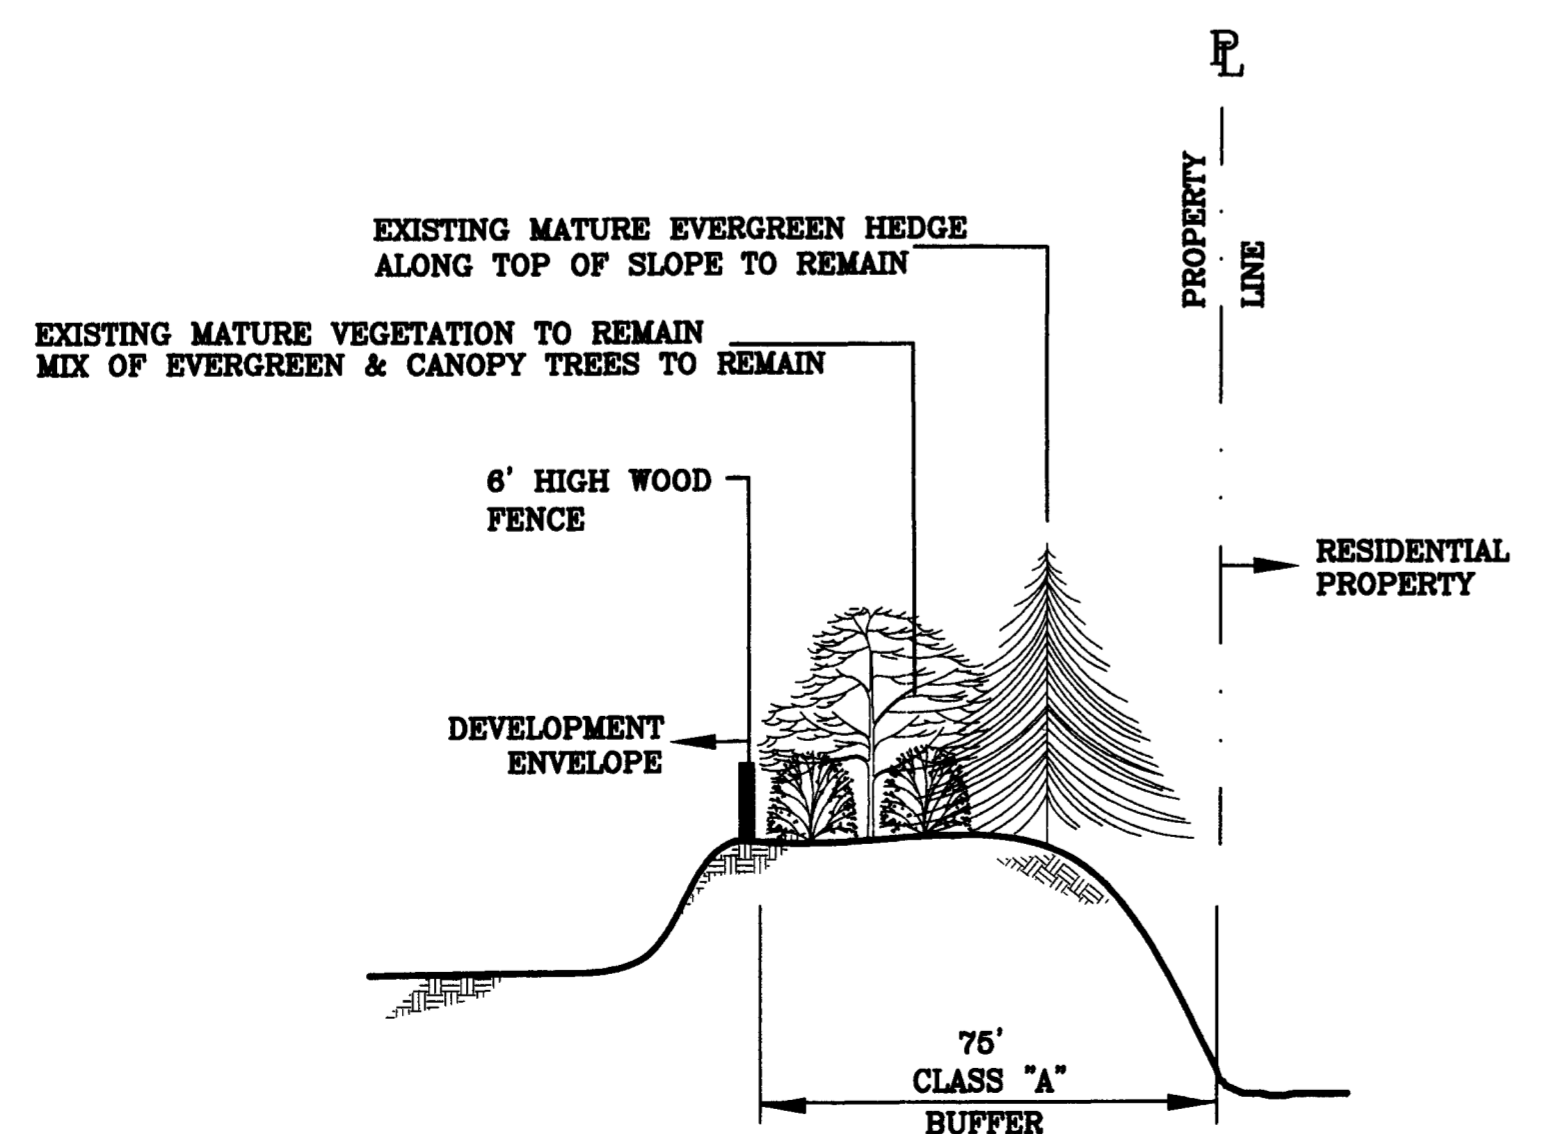 PL
PROPERTY
LINE
EXISTING MATURE EVERGREEN HEDGE
ALONG TOP OF SLOPE TO REMAIN
EXISTING MATURE VEGETATION TO REMAIN
MIX OF EVERGREEN & CANOPY TREES TO REMAIN
6' HIGH WOOD
FENCE
RESIDENTIAL
PROPERTY
DEVELOPMENT
ENVELOPE
75'
CLASS "A"
BUFFER